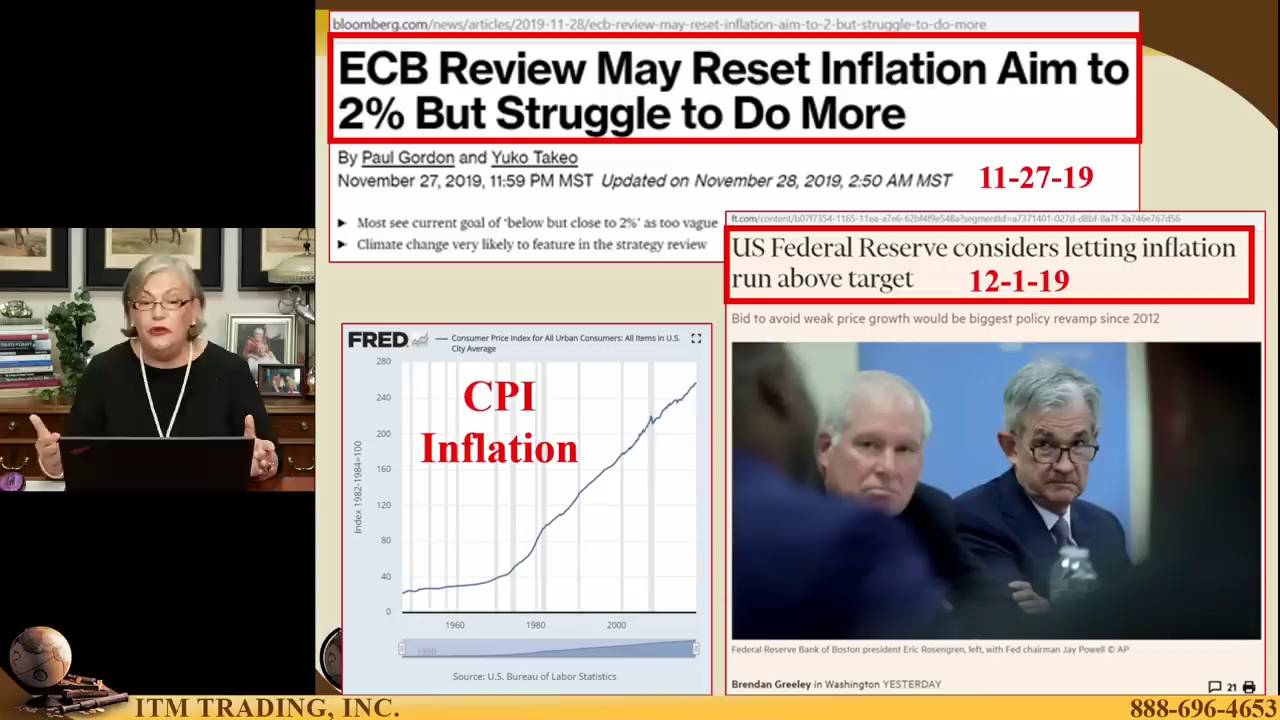 bloomberg.com/news/articles/2019-11-28/ecb-review-may-reset-inflation-aim-to-2-but-struggle-to-do-more
ECB Review May Reset Inflation Aim to
2% But Struggle to Do More
By Paul Gordon and Yuko Takeo
November 27, 2019, 11:59 PM MST Updated on November 28, 2019, 2:50 AM MST
11-27-19
Most see current goal of 'below but close to 2%' as too vague
Climate change very likely to feature in the strategy review
US Federal Reserve considers letting inflation
run above target
12-1-19
Bid to avoid weak price growth would be biggest policy revamp since 2012
FRED
Consumer Price Index for All Urban Consumers: All Items in U.S.
City Average
CPI
Inflation
Index 1982-1984=100
280
240
200
160
120
80
40
0
1960
1980
2000
1950
Source: U.S. Bureau of Labor Statistics
Federal Reserve Bank of Boston president Eric Rosengren, left, with Fed chairman Jay Powell © AP
Brendan Greeley in Washington YESTERDAY
21
ITM TRADING, INC.
888-696-4653